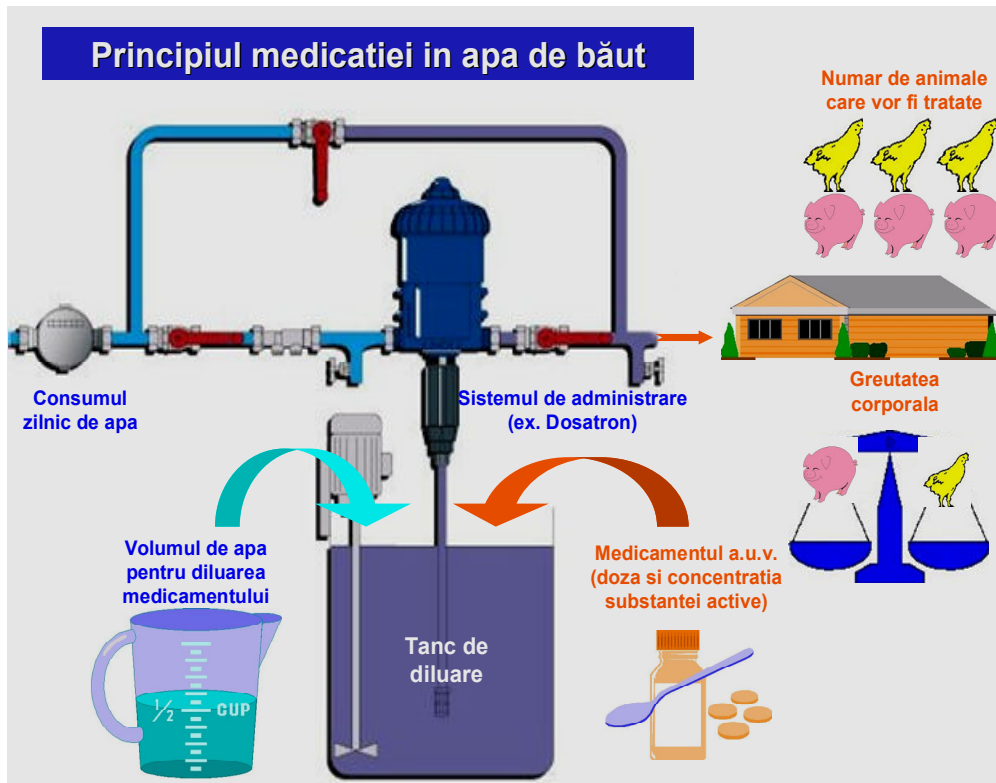 Principiul medicatiei in apa de băut
Numar de animale
care vor fi tratate
Consumul
zilnic de apa
Sistemul de administrare
(ex. Dosatron)
Greutatea
corporala
Volumul de apa
pentru diluarea
medicamentului
Medicamentul a.u.v.
(doza si concentratia
substantei active)
Tanc de
diluare
1/2 CUP